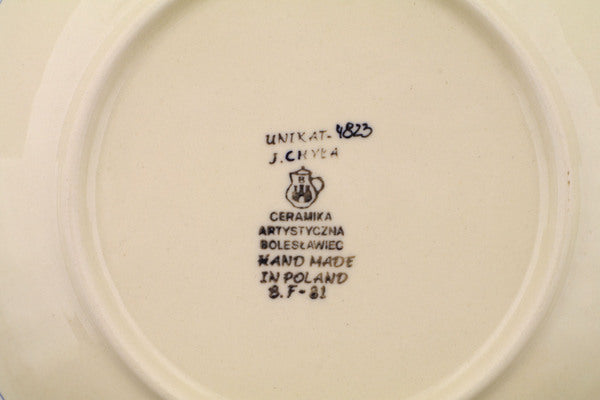 UNIKAT-4823
J. CHYŁA
CERAMIKA
ARTYSTYCZNA
BOLESŁAWIEC
HAND MADE
IN POLAND
B.F-81